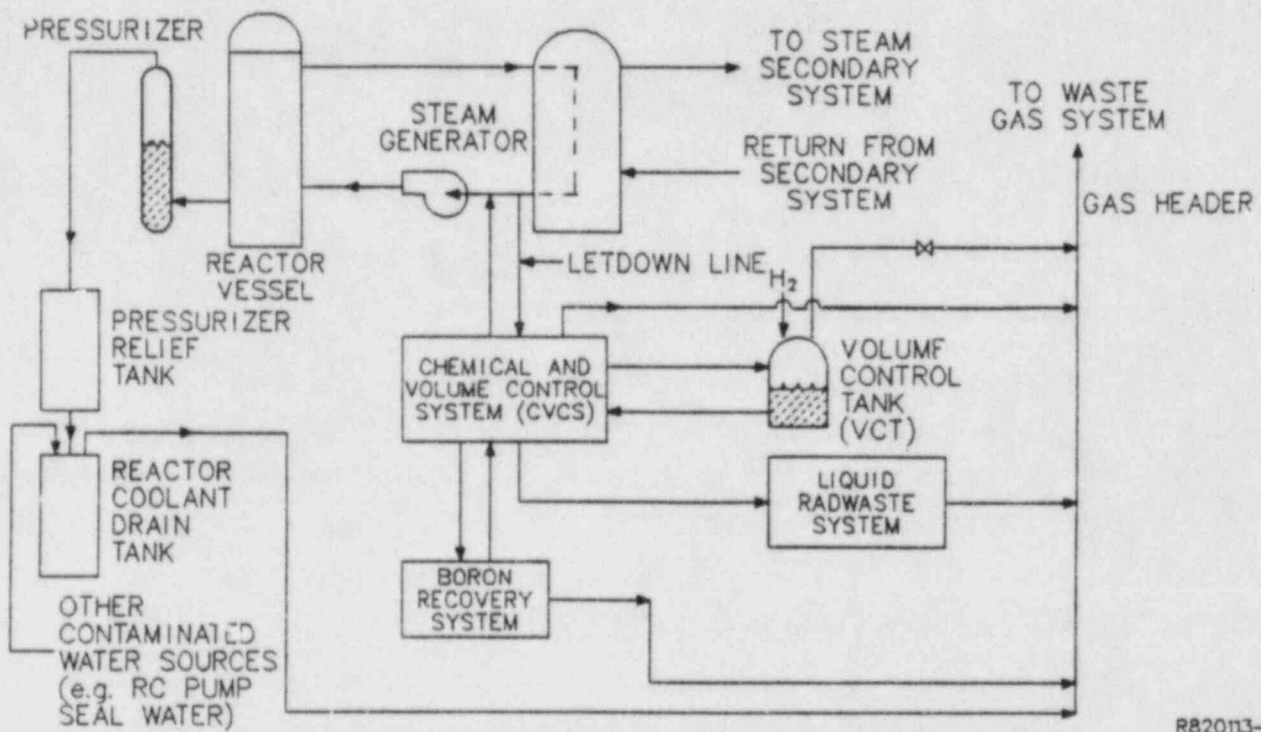 PRESSURIZER
TO STEAM
SECONDARY
SYSTEM
TO WASTE
GAS SYSTEM
STEAM
GENERATOR
RETURN FROM
SECONDARY
SYSTEM
GAS HEADER
REACTOR
VESSEL
LETDOWN LINE
H2
PRESSURIZER
RELIEF
TANK
CHEMICAL AND
VOLUME CONTROL
SYSTEM (CVCS)
VOLUME
CONTROL
TANK
(VCT)
REACTOR
COOLANT
DRAIN
TANK
LIQUID
RADWASTE
SYSTEM
BORON
RECOVERY
SYSTEM
OTHER
CONTAMINATED
WATER SOURCES
(e.g. RC PUMP
SEAL WATER)
R820113-